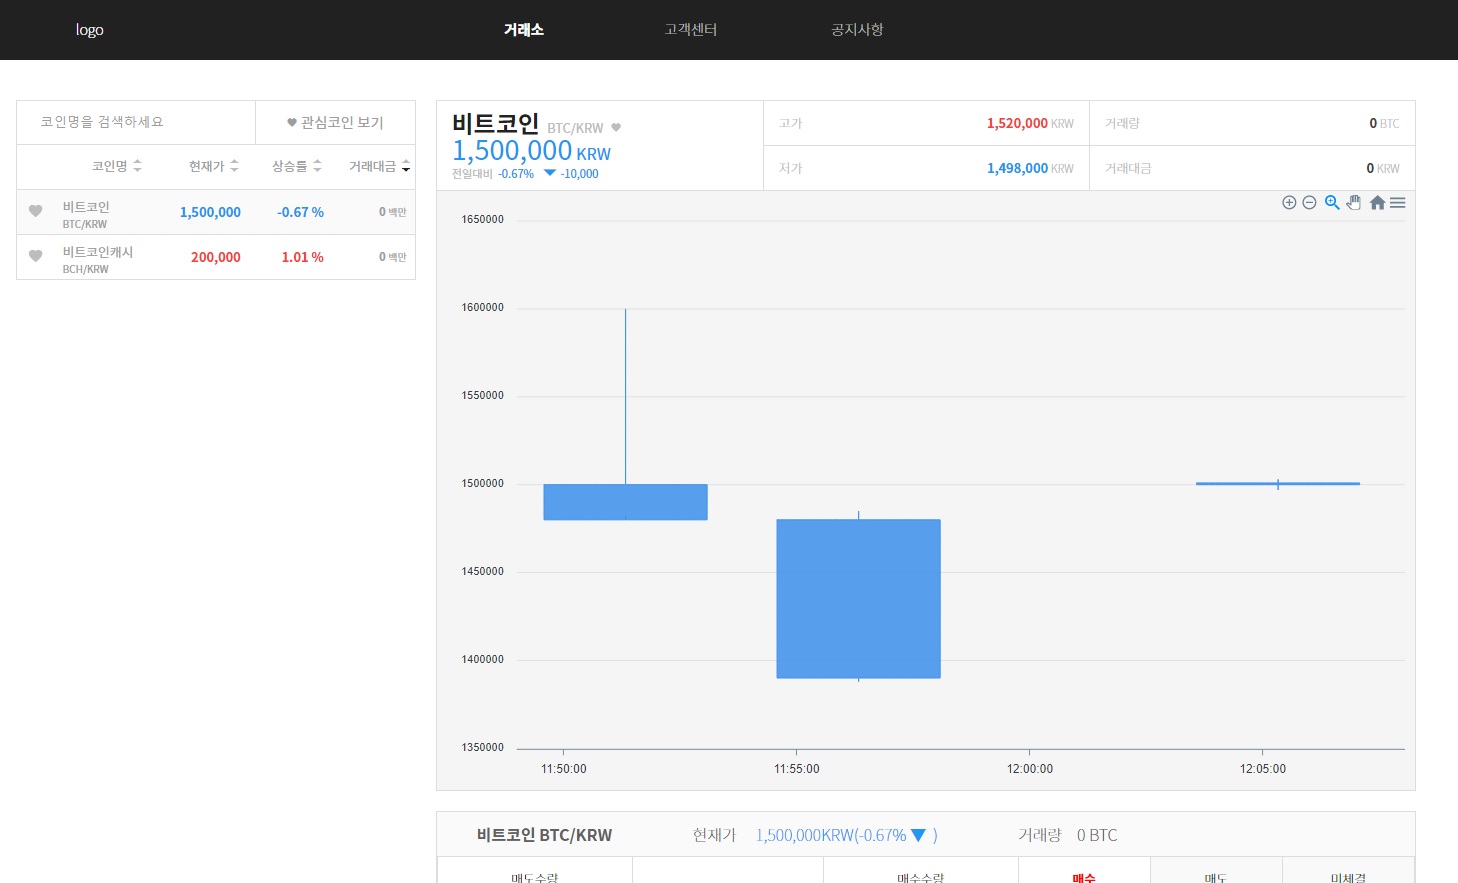 logo 거래소 고객센터 공지사항
코인명을 검색하세요 관심코인 보기
코인명 현재가 상승률 거래대금
비트코인 1,500,000 -0.67 % 0 백만
BTC/KRW
비트코인캐시 200,000 1.01 % 0 백만
BCH/KRW
비트코인 BTC/KRW
1,500,000 KRW
전일대비 -0.67% -10,000
고가 1,520,000 KRW 거래량 0 BTC
저가 1,498,000 KRW 거래대금 0 KRW
1650000
1600000
1550000
1500000
1450000
1400000
1350000
11:50:00 11:55:00 12:00:00 12:05:00
비트코인 BTC/KRW 현재가 1,500,000KRW(-0.67% ▼ ) 거래량 0 BTC
매도수량 매수수량 매수 매도 미체결